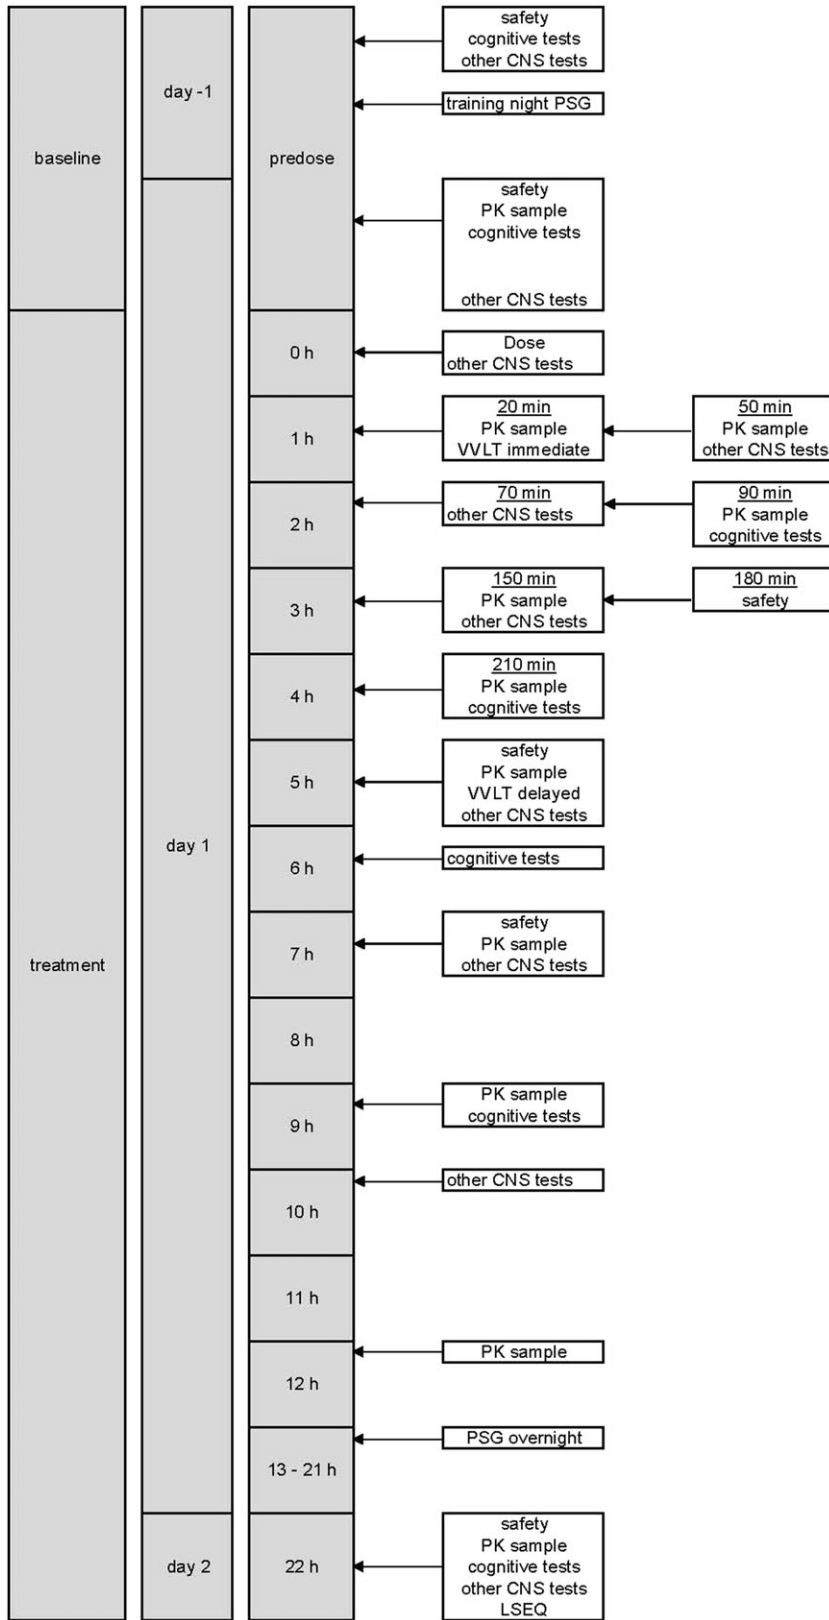 safety
cognitive tests
other CNS tests
day -1
training night PSG
baseline
predose
safety
PK sample
cognitive tests
other CNS tests
0 h
Dose
other CNS tests
1 h
20 min
PK sample
VVLT immediate
50 min
PK sample
other CNS tests
2 h
70 min
other CNS tests
90 min
PK sample
cognitive tests
3 h
150 min
PK sample
other CNS tests
180 min
safety
4 h
210 min
PK sample
cognitive tests
5 h
safety
PK sample
VVLT delayed
other CNS tests
day 1
6 h
cognitive tests
treatment
7 h
safety
PK sample
other CNS tests
8 h
9 h
PK sample
cognitive tests
10 h
other CNS tests
11 h
12 h
PK sample
13 - 21 h
PSG overnight
day 2
22 h
safety
PK sample
cognitive tests
other CNS tests
LSEQ